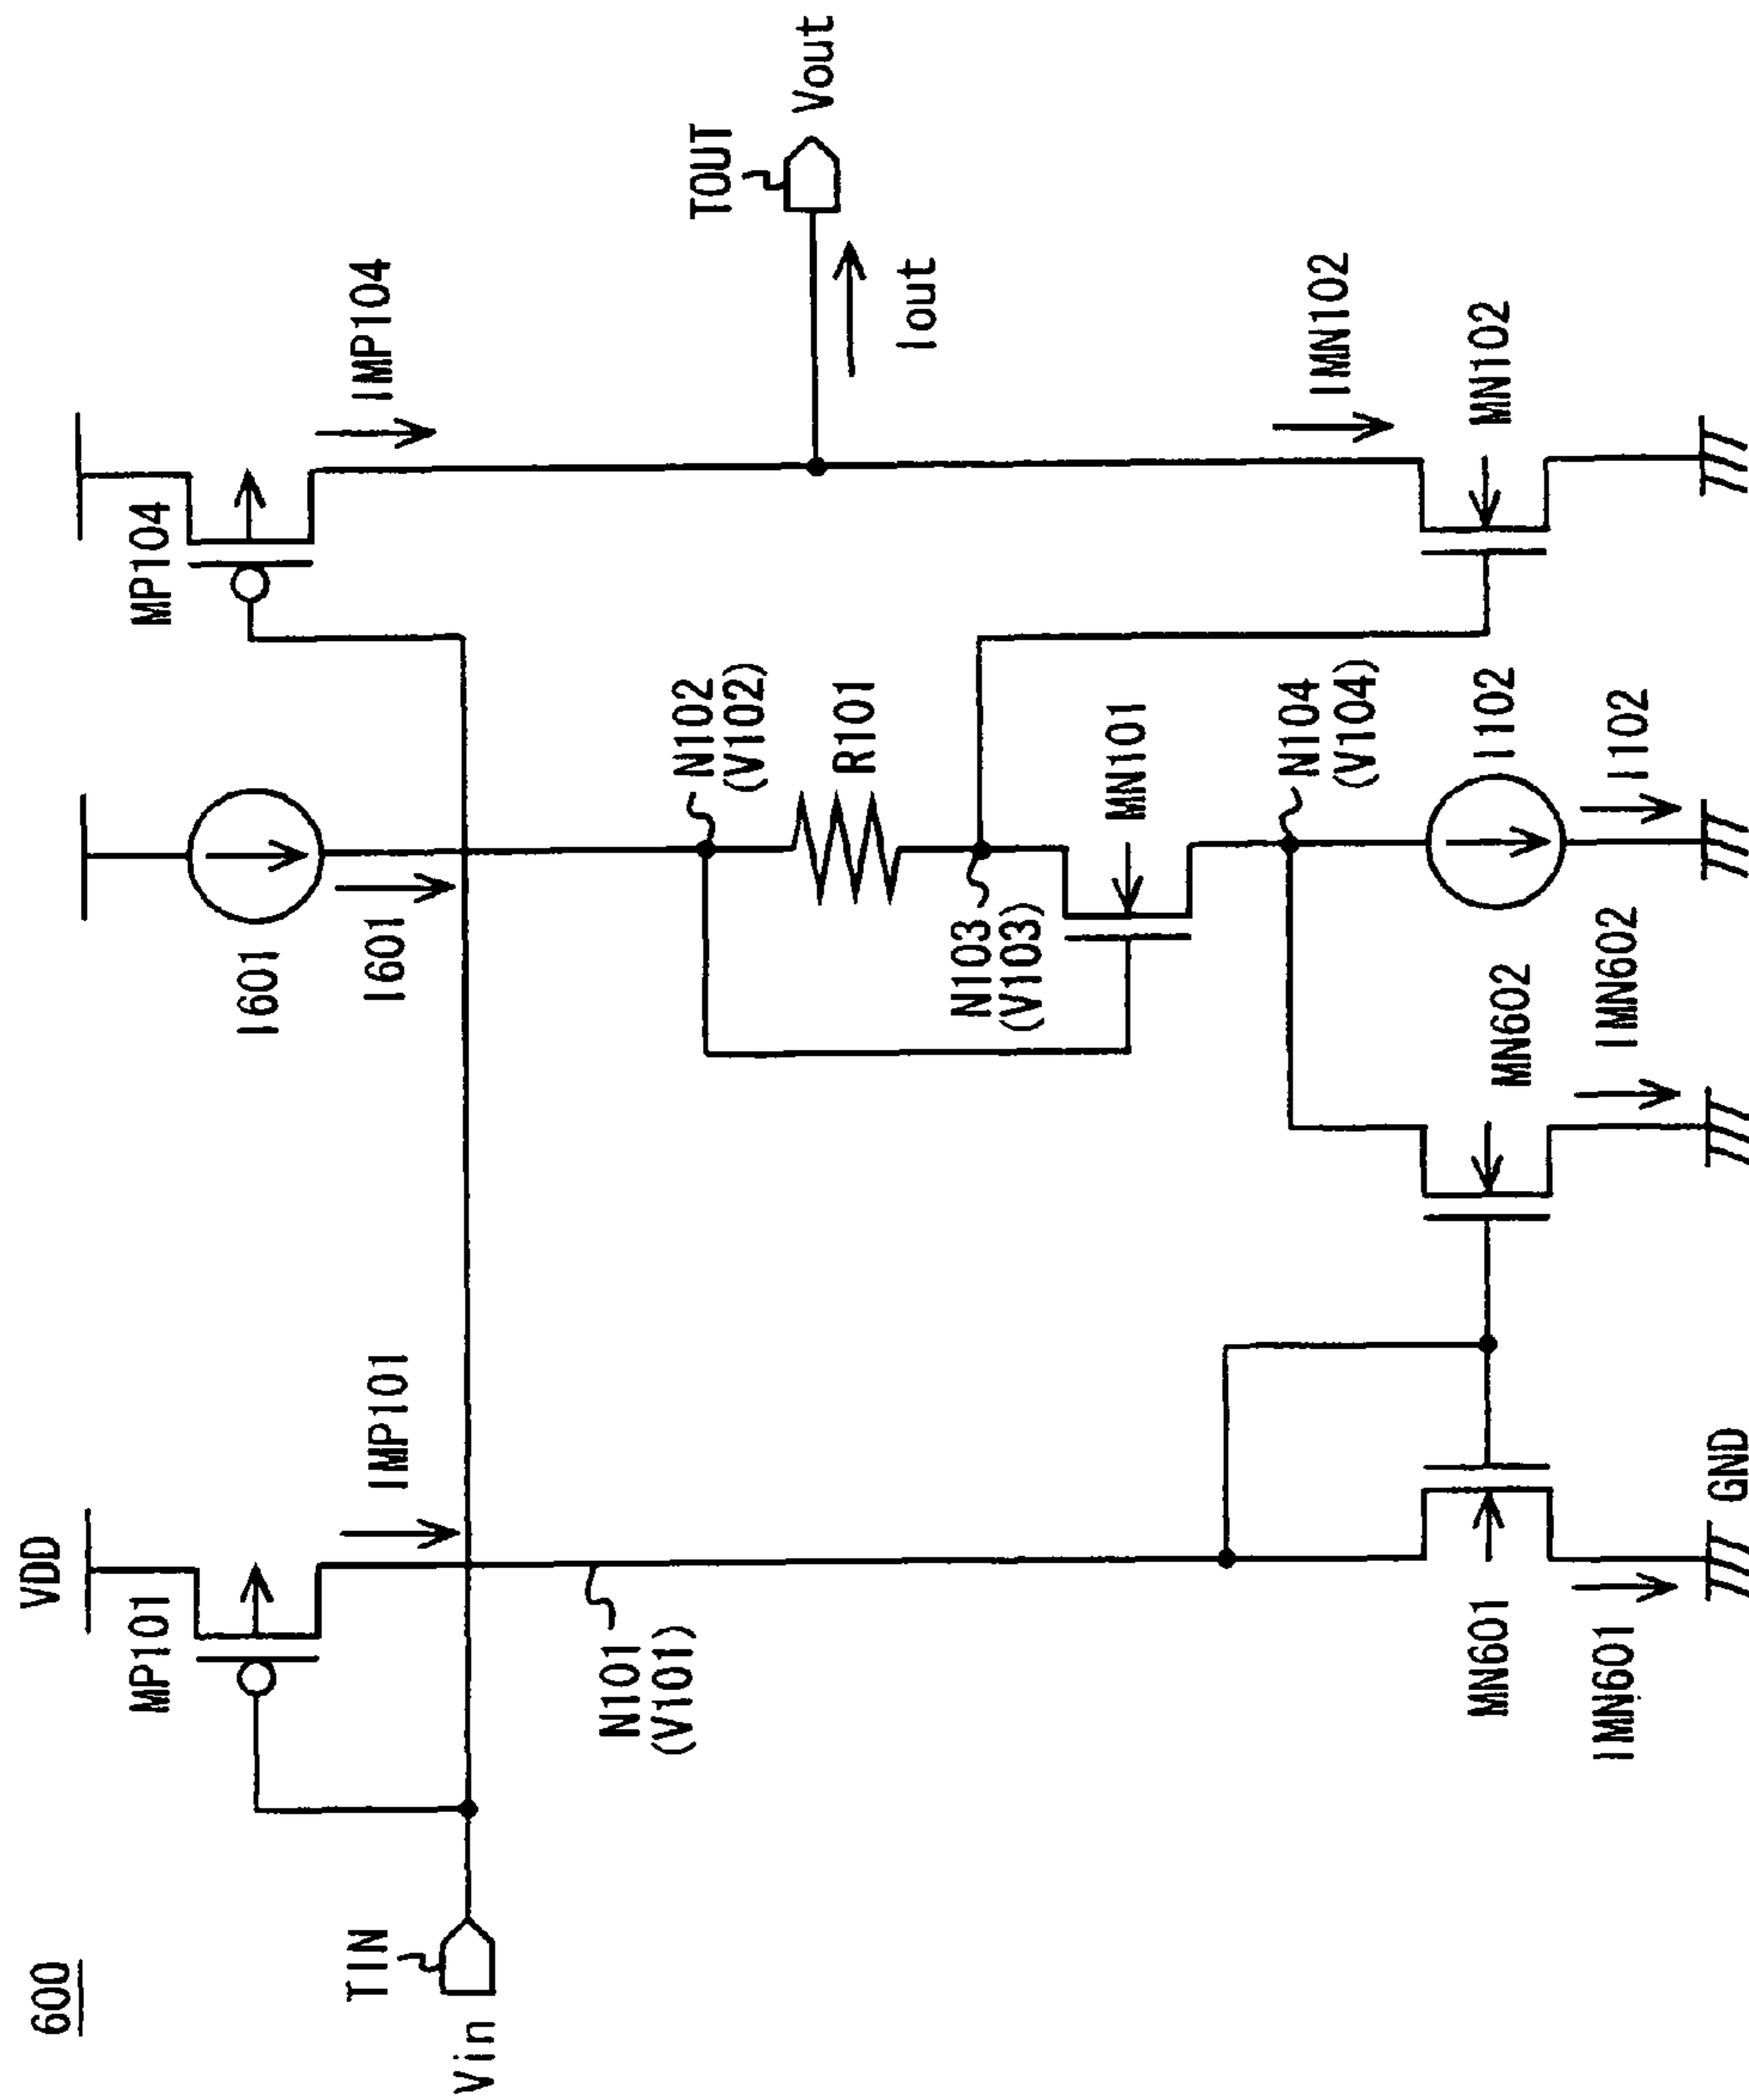 600
VDD
MP101
IMP101
I601
I601
MP104
IMP104
TIN
Vin
N101
(V101)
N102
(V102)
R101
TOUT
Vout
Iout
N103
(V103)
MN101
N104
(V104)
I102
I102
IMN102
MN102
MN602
IMN602
MN601
IMN601
GND